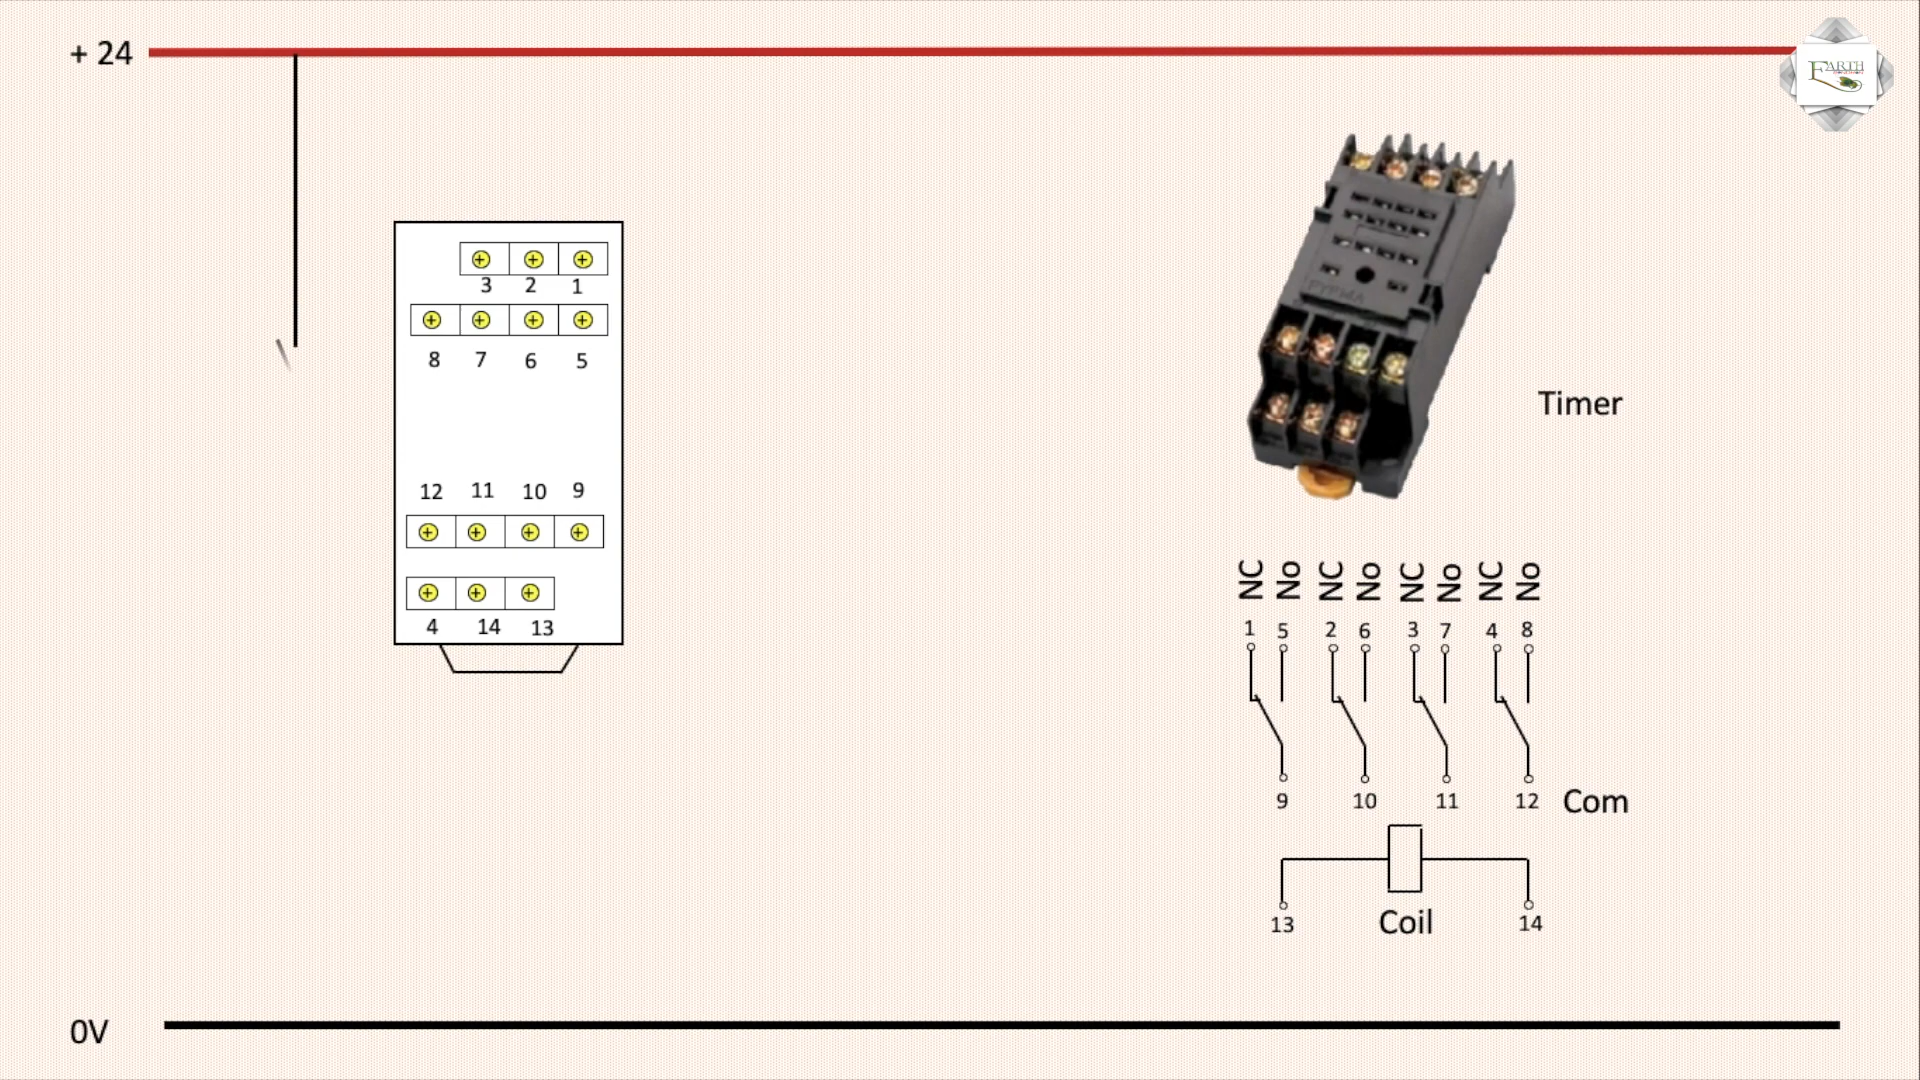 + 24
EARTH
3 2 1
8 7 6 5
Timer
12 11 10 9
NC No NC No NC No NC No
1 5 2 6 3 7 4 8
4 14 13
9 10 11 12 Com
13 Coil 14
0V